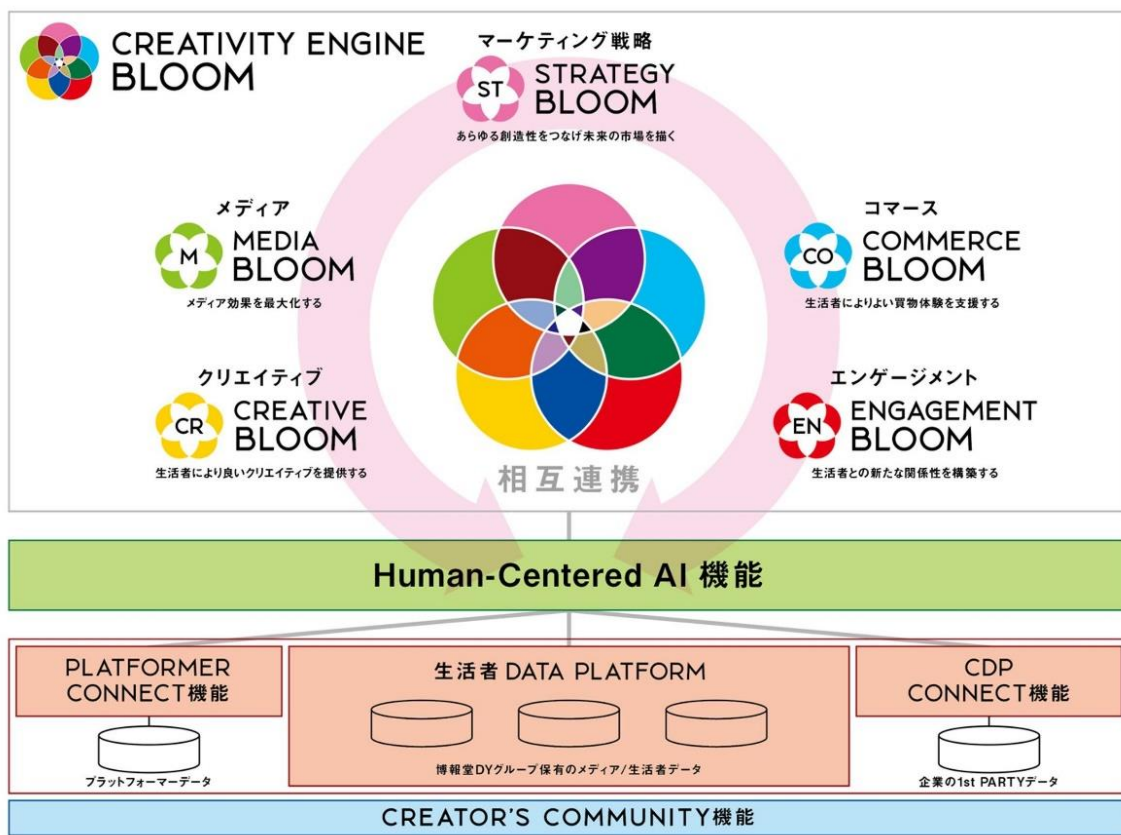 CREATIVITY ENGINE
BLOOM
マーケティング戦略
ST
STRATEGY
BLOOM
あらゆる創造性をつなげ未来の市場を描く
メディア
M
MEDIA
BLOOM
メディア効果を最大化する
コマース
CO
COMMERCE
BLOOM
生活者によりよい買物体験を支援する
クリエイティブ
CR
CREATIVE
BLOOM
生活者により良いクリエイティブを提供する
エンゲージメント
EN
ENGAGEMENT
BLOOM
生活者との新たな関係性を構築する
相互連携
Human-Centered AI 機能
PLATFORMER
CONNECT機能
プラットフォーマーデータ
生活者 DATA PLATFORM
博報堂DYグループ保有のメディア/生活者データ
CDP
CONNECT機能
企業の1st PARTYデータ
CREATOR'S COMMUNITY機能